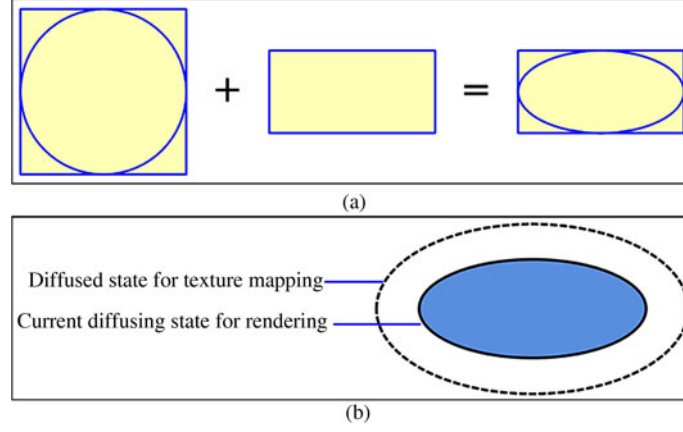 + =
(a)
Diffused state for texture mapping
Current diffusing state for rendering
(b)